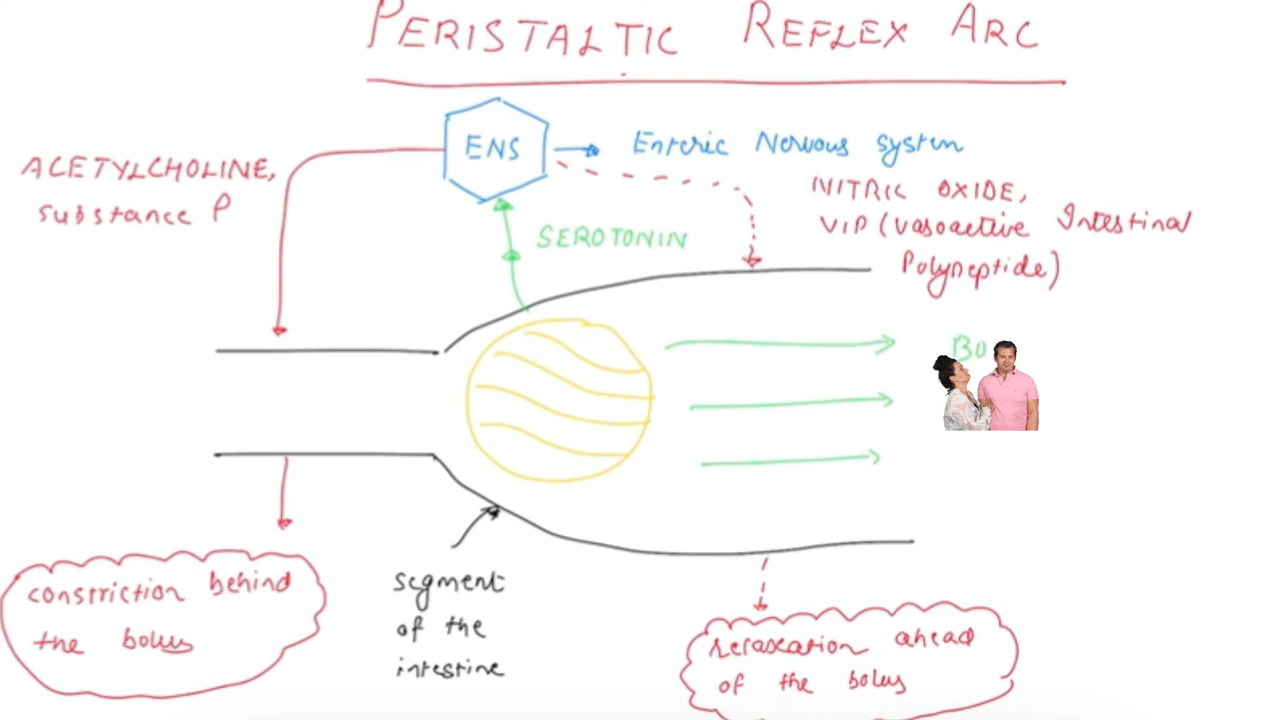 PERISTALTIC REFLEX ARC
ENS
Enteric Nervous system
ACETYLCHOLINE,
substance P
NITRIC OXIDE,
VIP (vasoactive Intestinal
Polypeptide)
SEROTONIN
segment
of the
intestine
constriction behind
the bolus
relaxation ahead
of the bolus